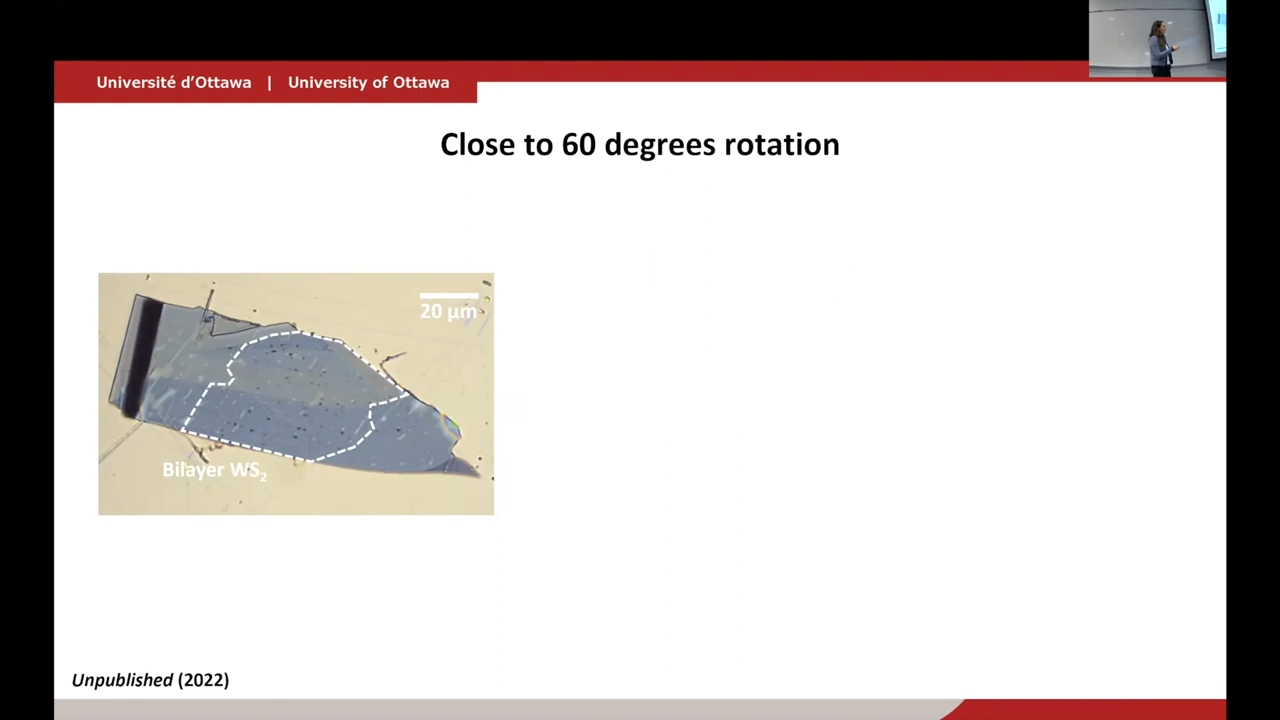 Université d'Ottawa | University of Ottawa
Close to 60 degrees rotation
20 µm
Bilayer WS₂
Unpublished (2022)